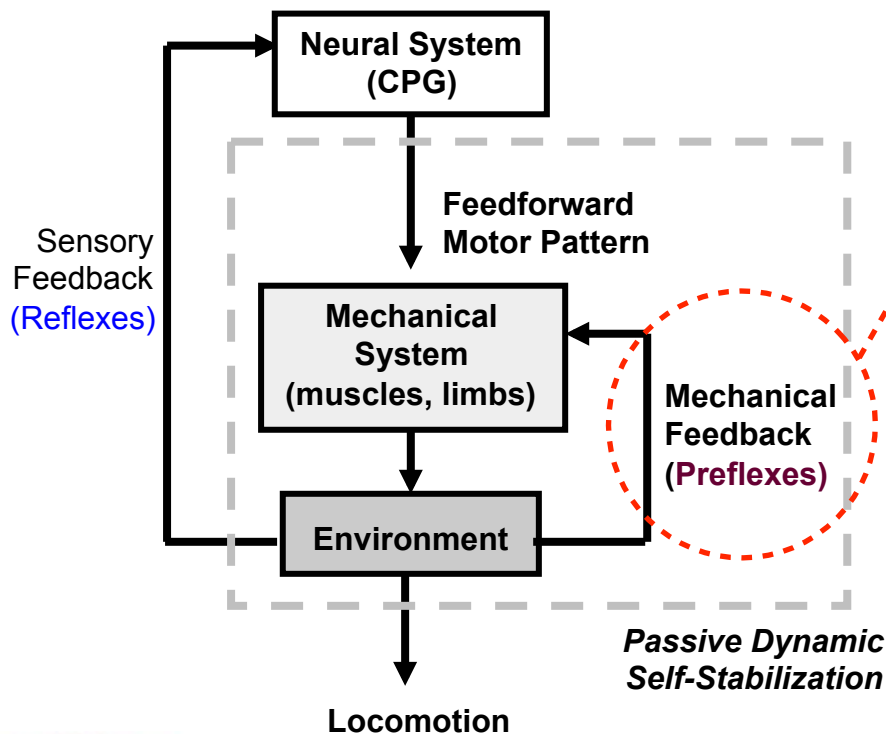 Neural System
(CPG)
Feedforward
Motor Pattern
Sensory
Feedback
(Reflexes)
Mechanical
System
(muscles, limbs)
Mechanical
Feedback
(Preflexes)
Environment
Passive Dynamic
Self-Stabilization
Locomotion